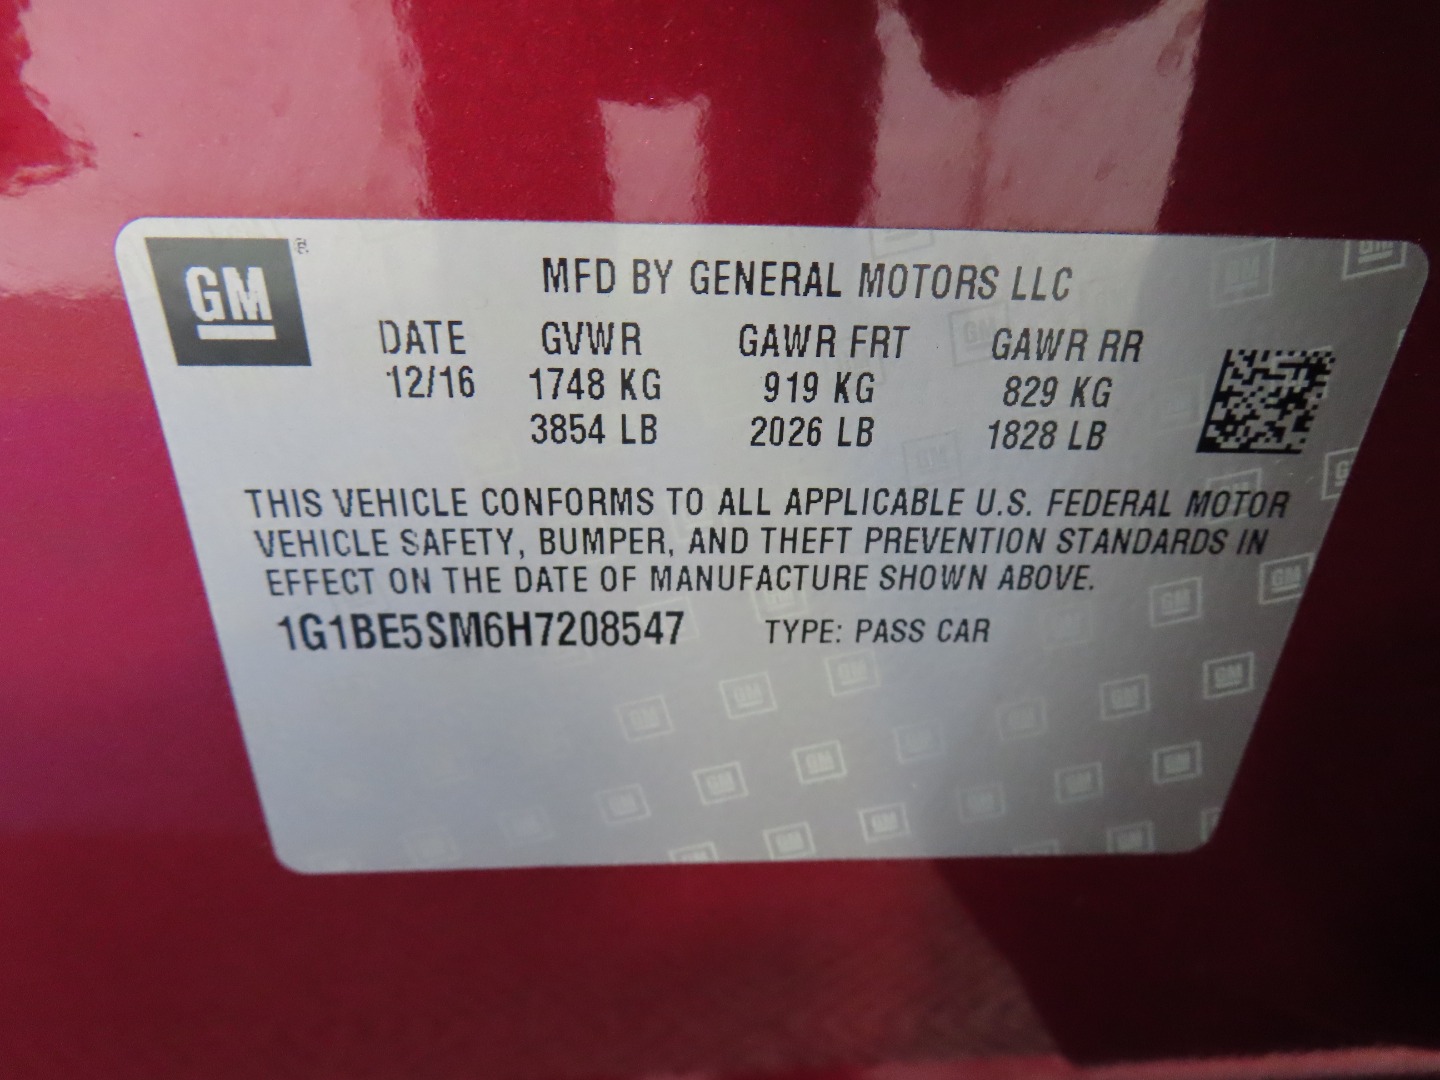 GM
MFD BY GENERAL MOTORS LLC
DATE GVWR GAWR FRT GAWR RR
12/16 1748 KG 919 KG 829 KG
3854 LB 2026 LB 1828 LB
THIS VEHICLE CONFORMS TO ALL APPLICABLE U.S. FEDERAL MOTOR
VEHICLE SAFETY, BUMPER, AND THEFT PREVENTION STANDARDS IN
EFFECT ON THE DATE OF MANUFACTURE SHOWN ABOVE.
1G1BE5SM6H7208547 TYPE: PASS CAR